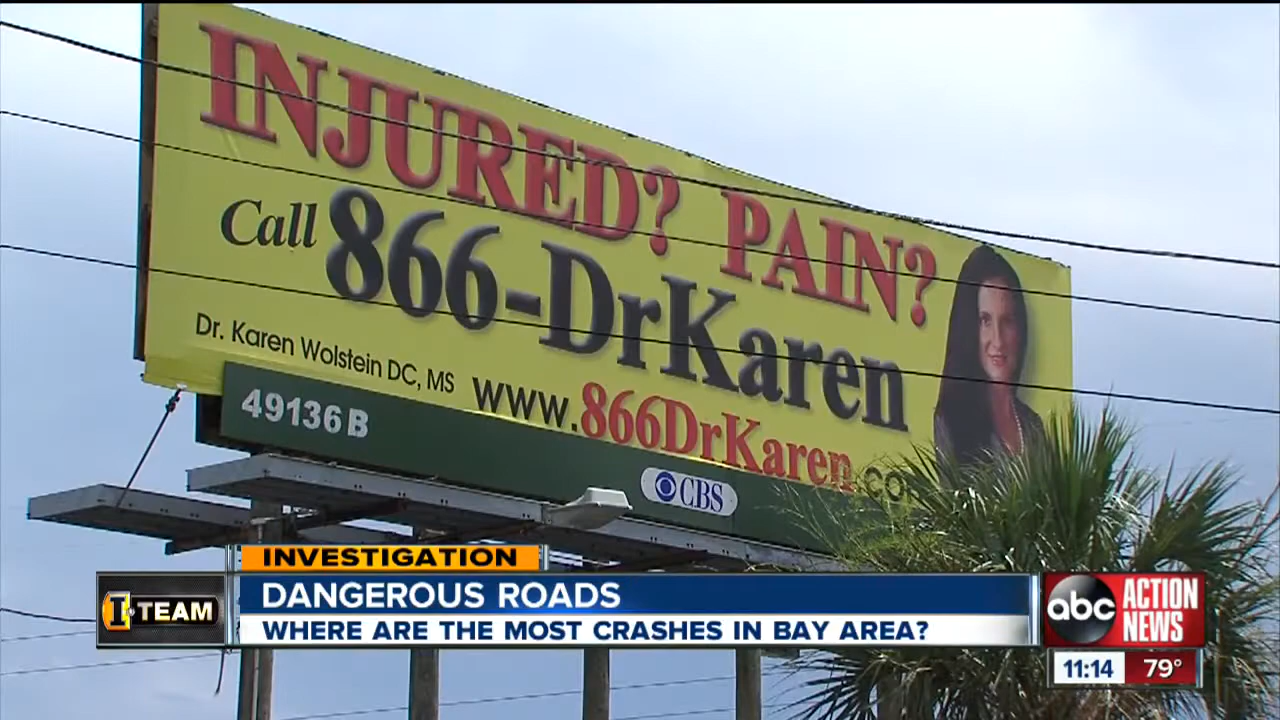 INJURED? PAIN?
Call 866-DrKaren
Dr. Karen Wolstein DC, MS
www.866DrKaren
49136 B
CBS
INVESTIGATION
I-TEAM
DANGEROUS ROADS
WHERE ARE THE MOST CRASHES IN BAY AREA?
abc ACTION NEWS
11:14 79°